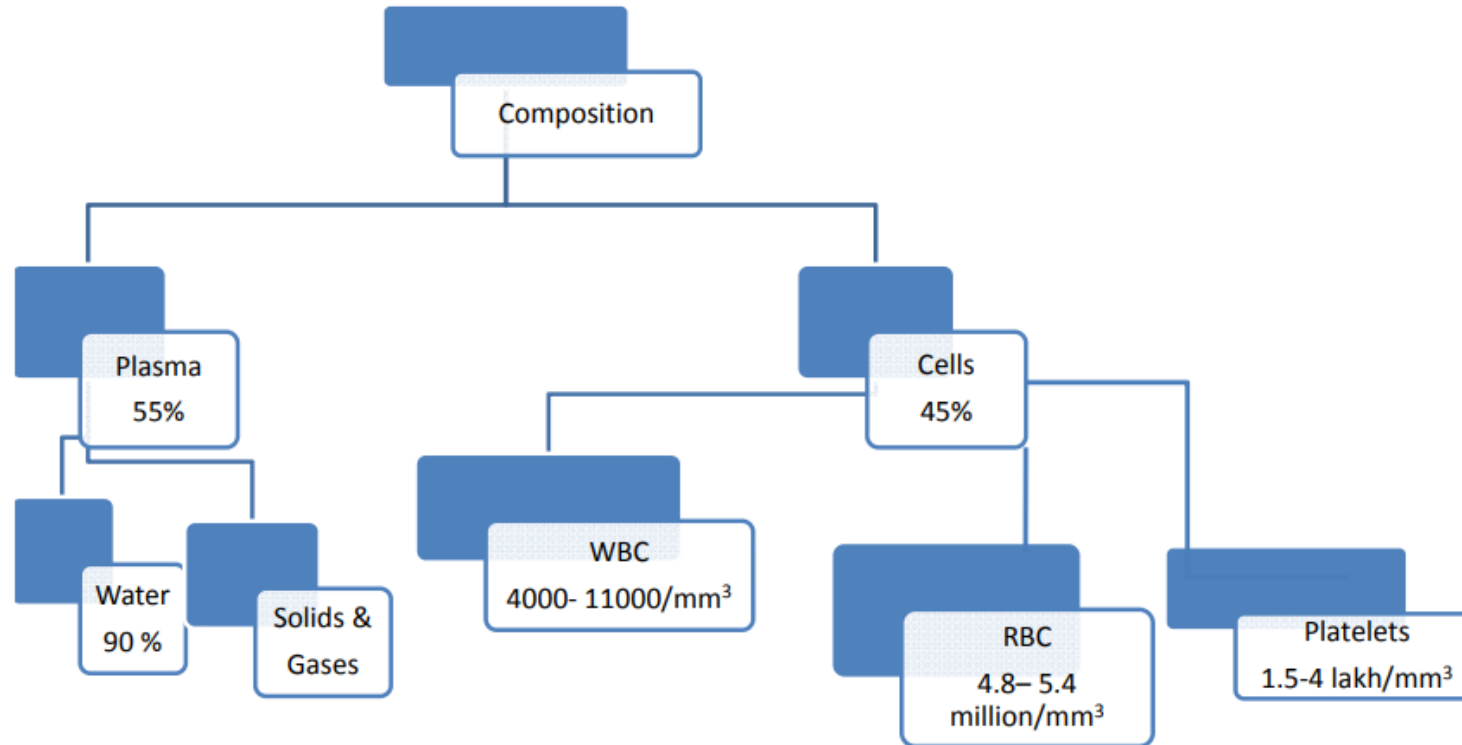 Composition
Plasma
55%
Cells
45%
Water
90 %
Solids &
Gases
WBC
4000- 11000/mm³
RBC
4.8– 5.4
million/mm³
Platelets
1.5-4 lakh/mm³